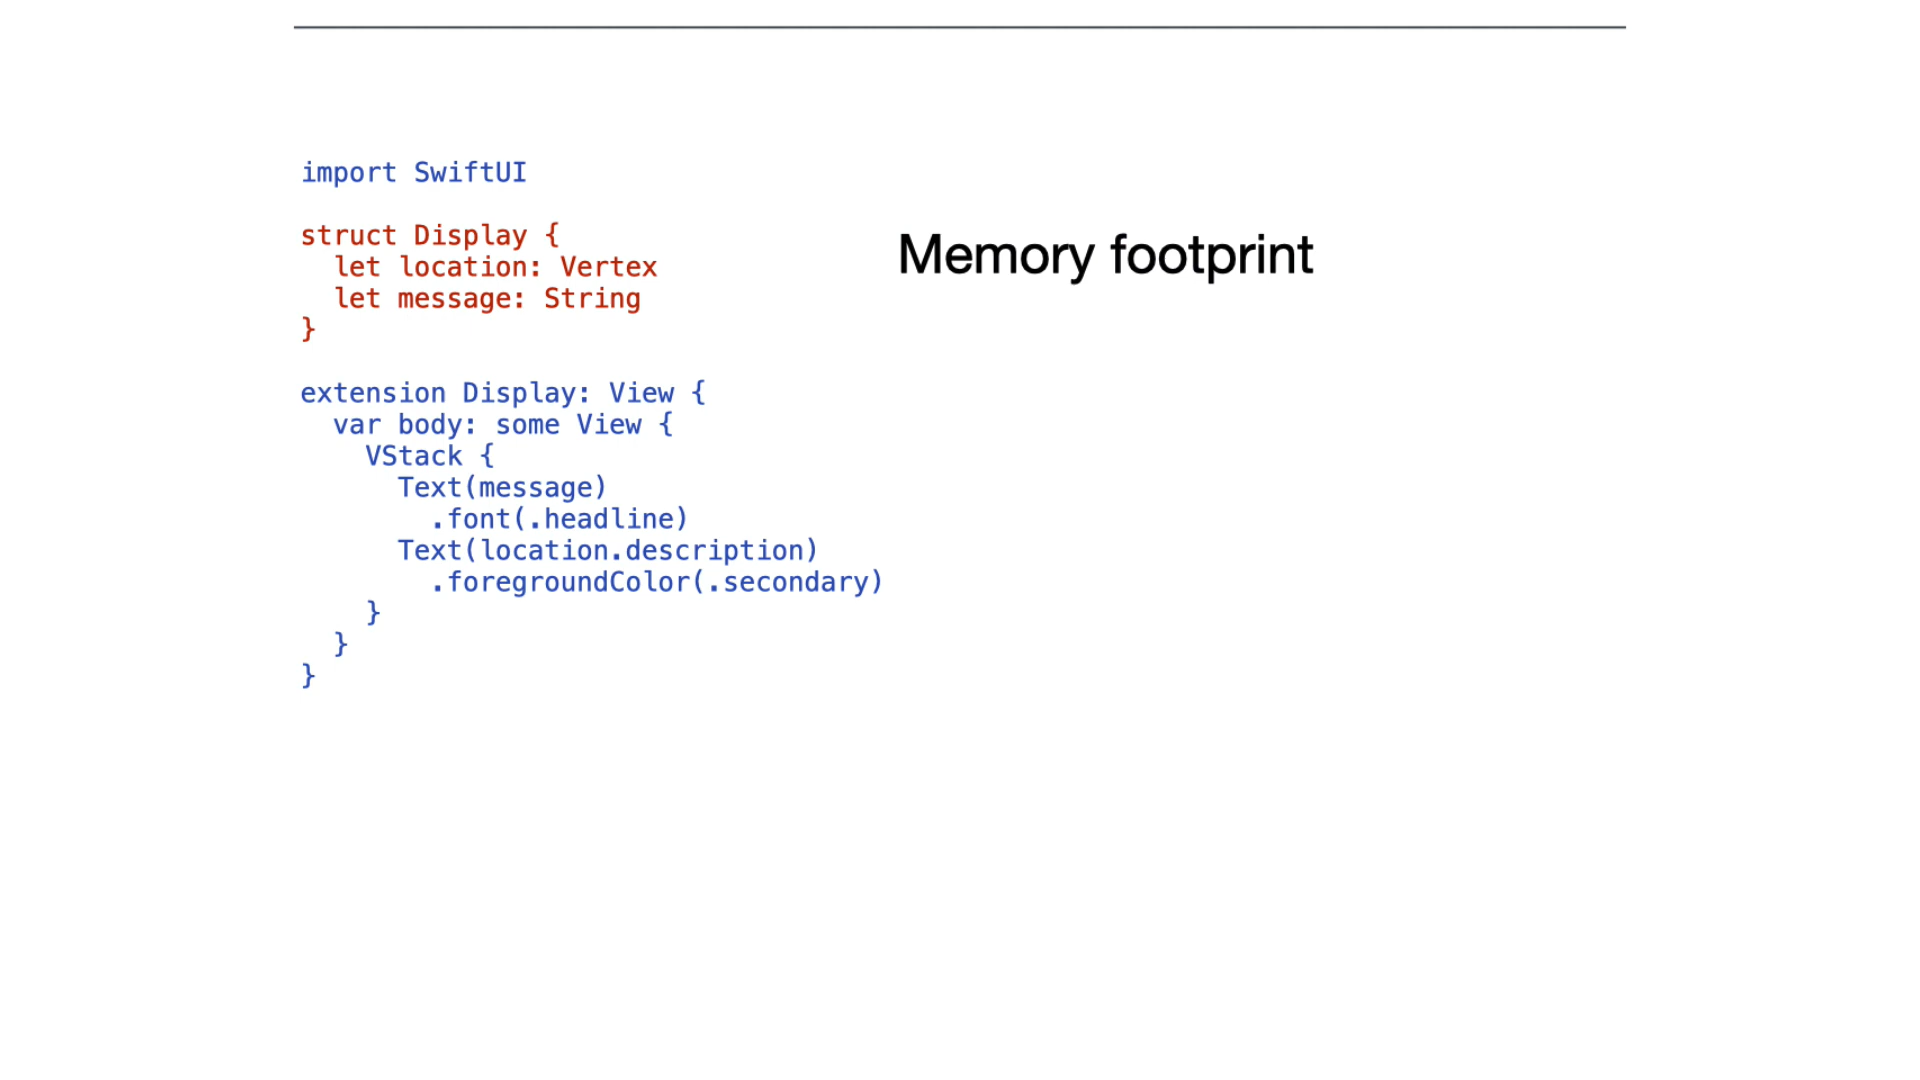 import SwiftUI
struct Display {
  let location: Vertex
  let message: String
}
Memory footprint
extension Display: View {
  var body: some View {
    VStack {
      Text(message)
        .font(.headline)
      Text(location.description)
        .foregroundColor(.secondary)
    }
  }
}